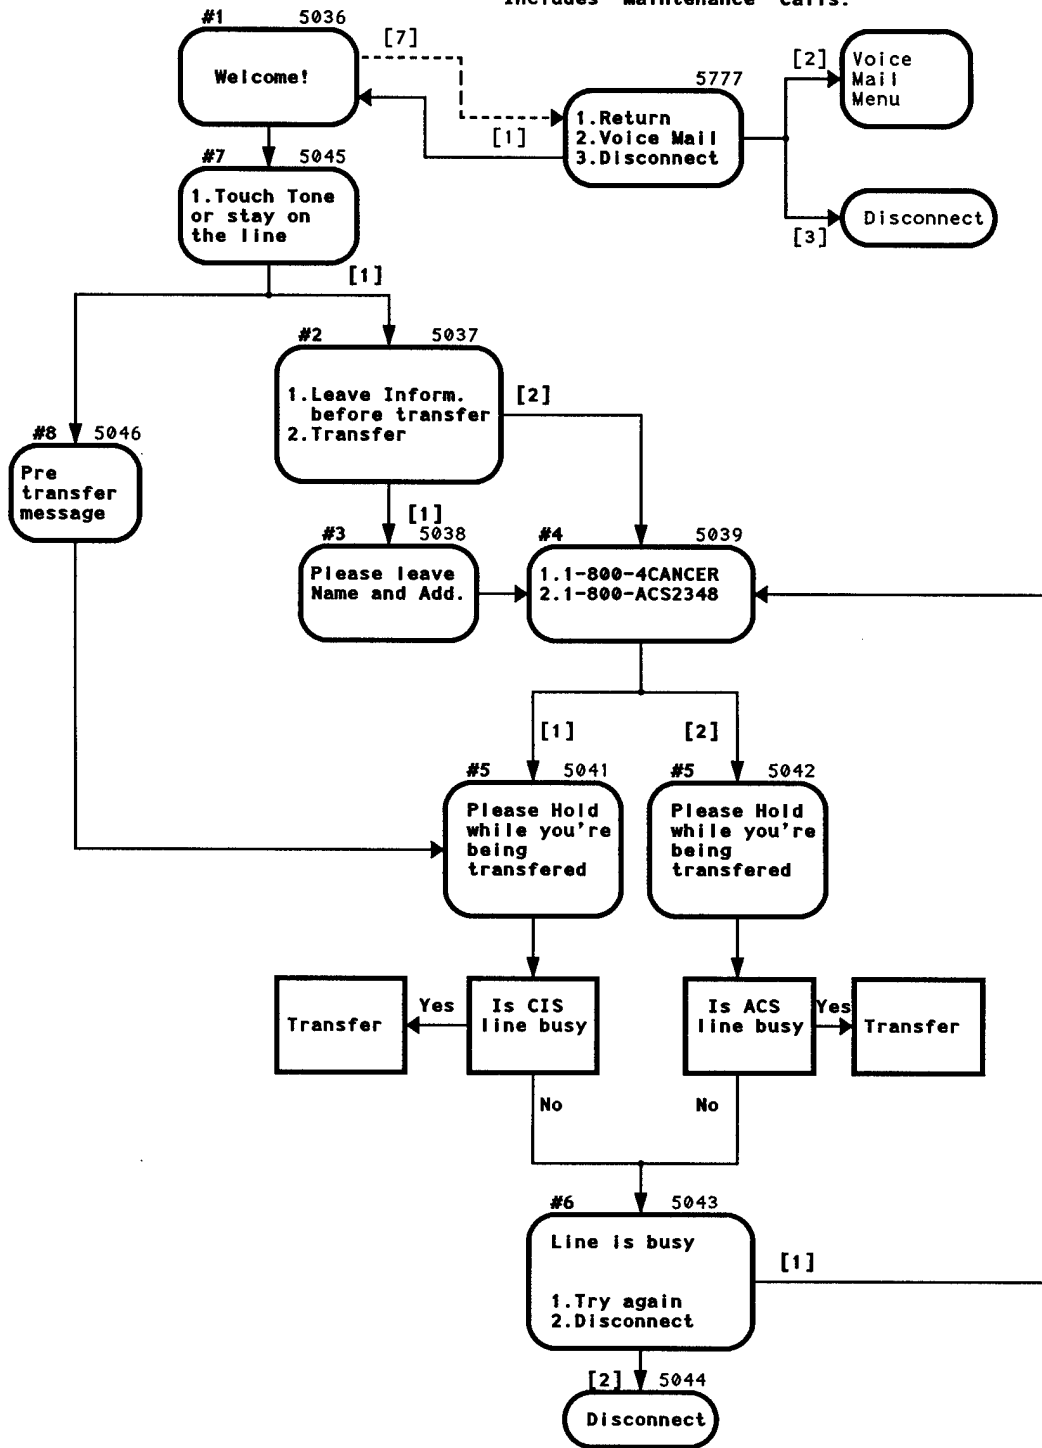 Includes Maintenance Calls.
#1 5036
Welcome!
[7]
[1]
5777
1.Return
2.Voice Mail
3.Disconnect
[2]
Voice
Mail
Menu
[3]
Disconnect
#7 5045
1.Touch Tone
or stay on
the line
[1]
#2 5037
1.Leave Inform.
before transfer
2.Transfer
[2]
#8 5046
Pre
transfer
message
[1]
#3 5038
Please leave
Name and Add.
#4 5039
1.1-800-4CANCER
2.1-800-ACS2348
[1]
[2]
#5 5041
Please Hold
while you're
being
transfered
#5 5042
Please Hold
while you're
being
transfered
Transfer
Yes
Is CIS
line busy
Is ACS
line busy
Yes
Transfer
No
No
#6 5043
Line is busy
1.Try again
2.Disconnect
[1]
[2] 5044
Disconnect